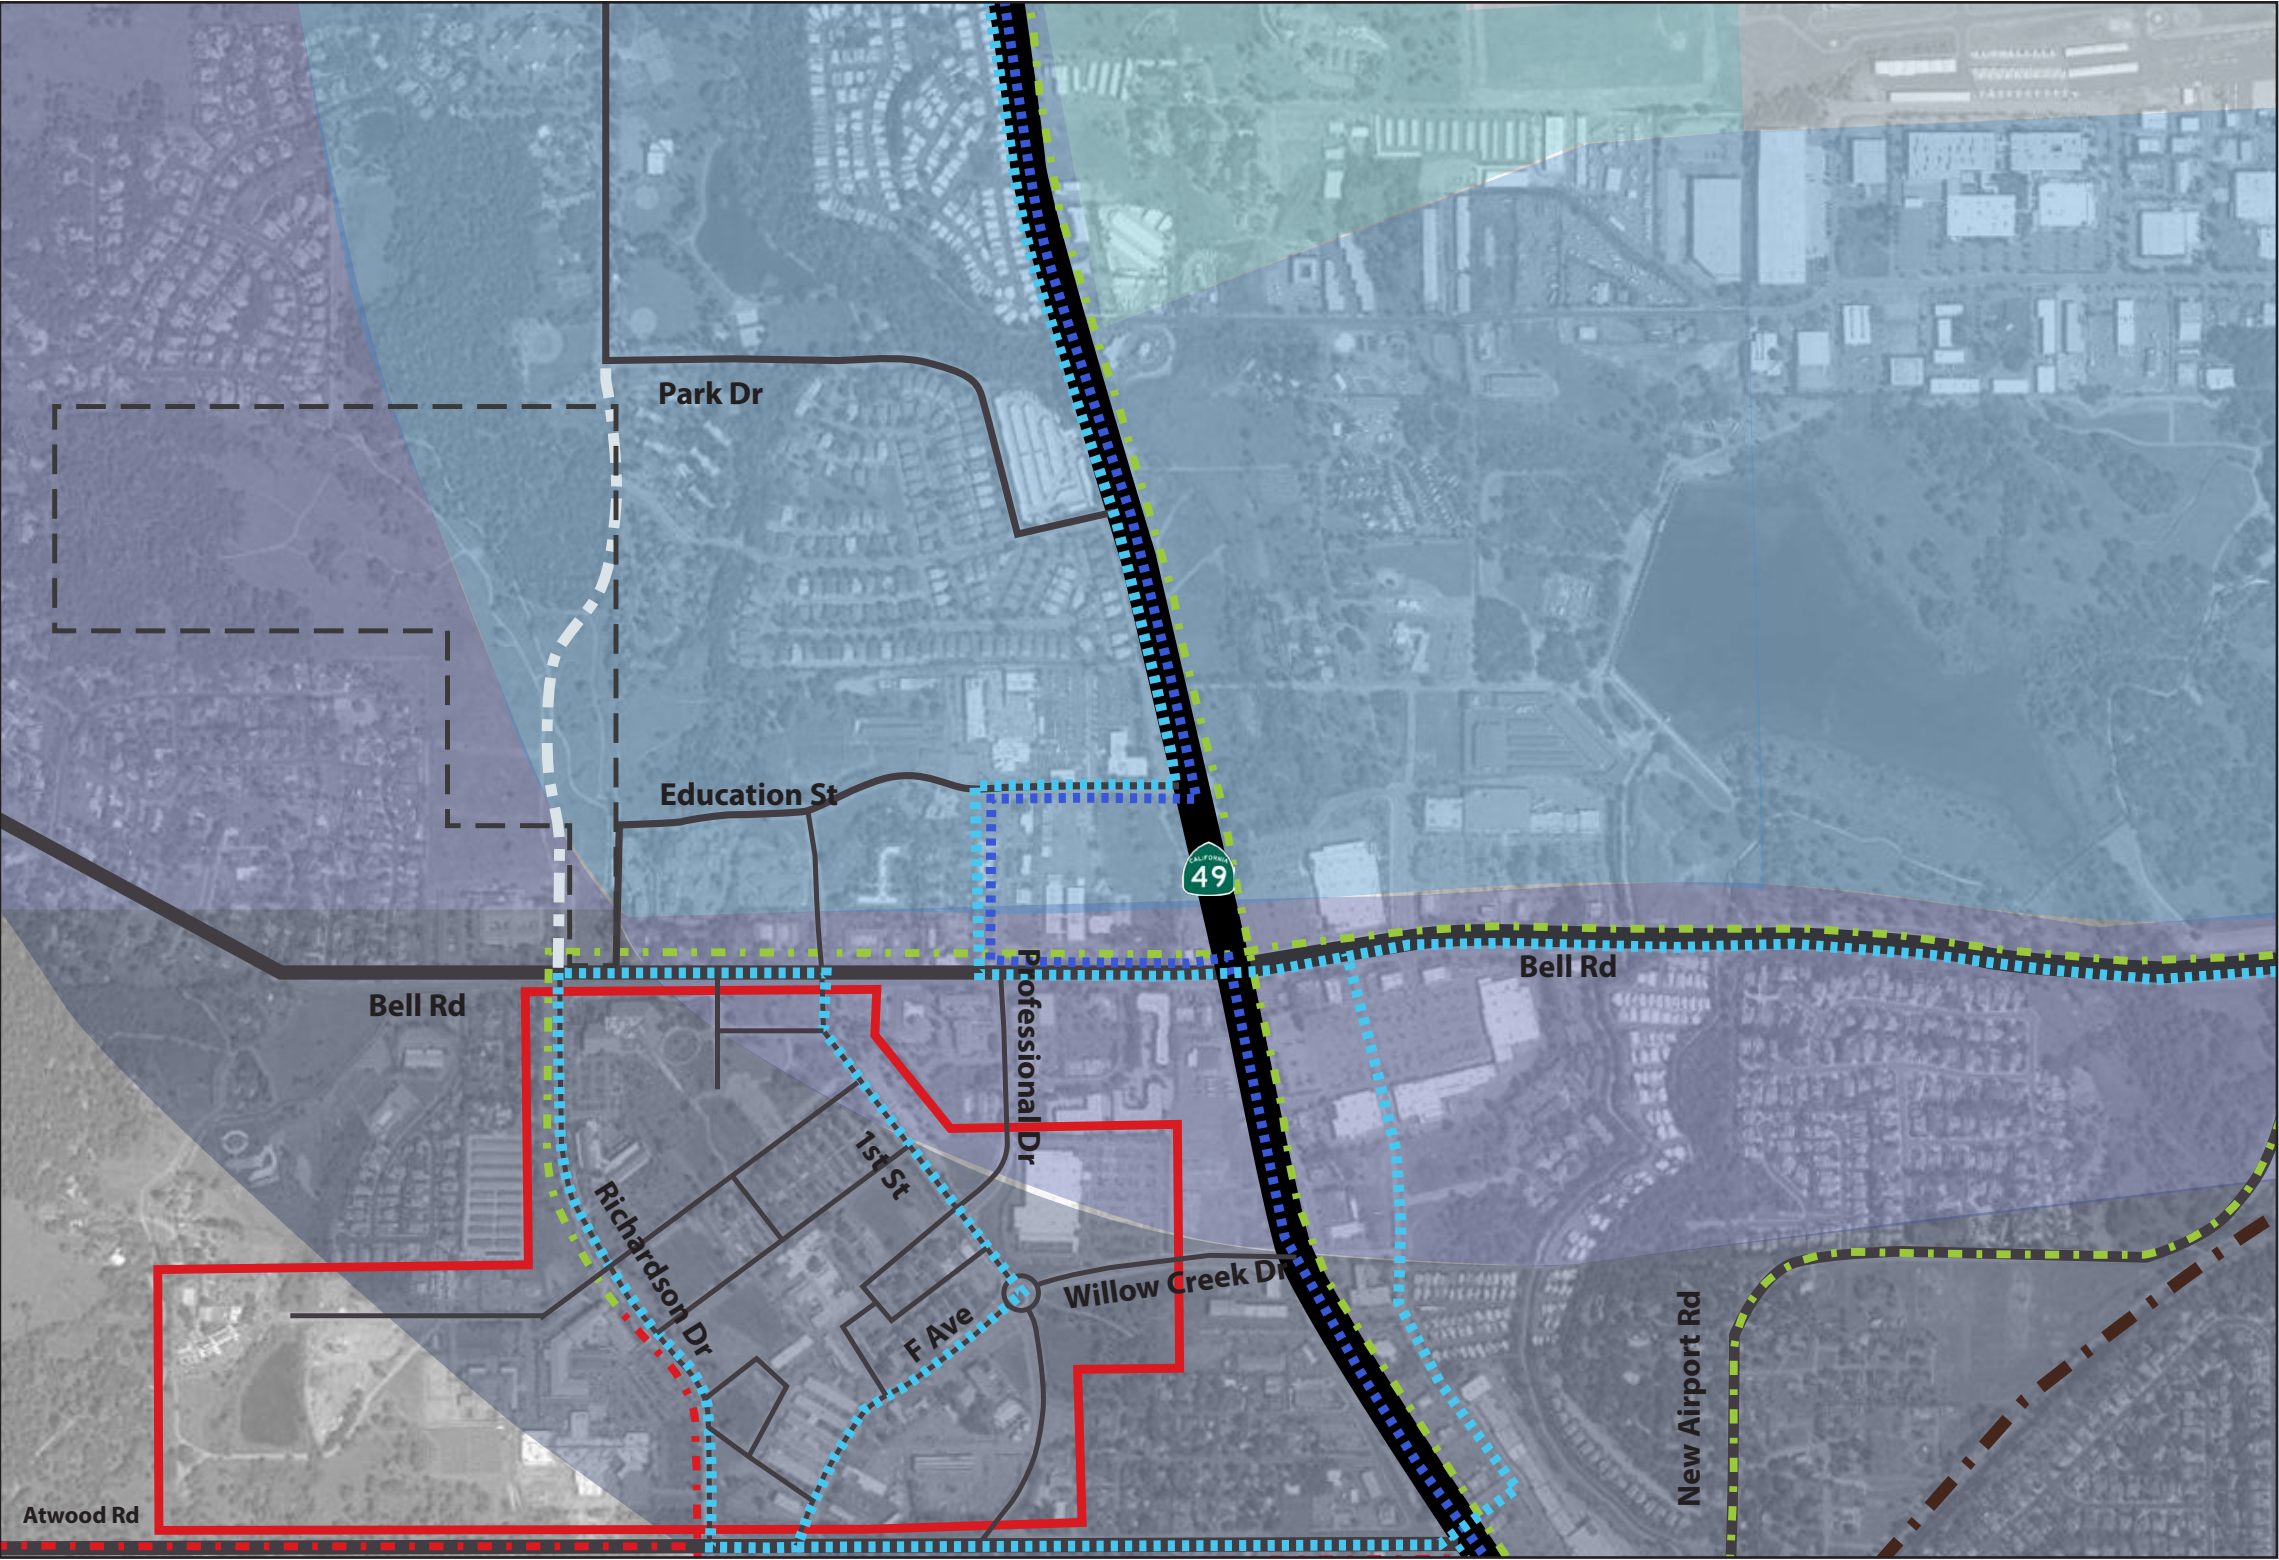 Park Dr
Education St
CALIFORNIA
49
Bell Rd
Bell Rd
Professional Dr
1st St
Richardson Dr
Willow Creek Dr
F Ave
New Airport Rd
Atwood Rd